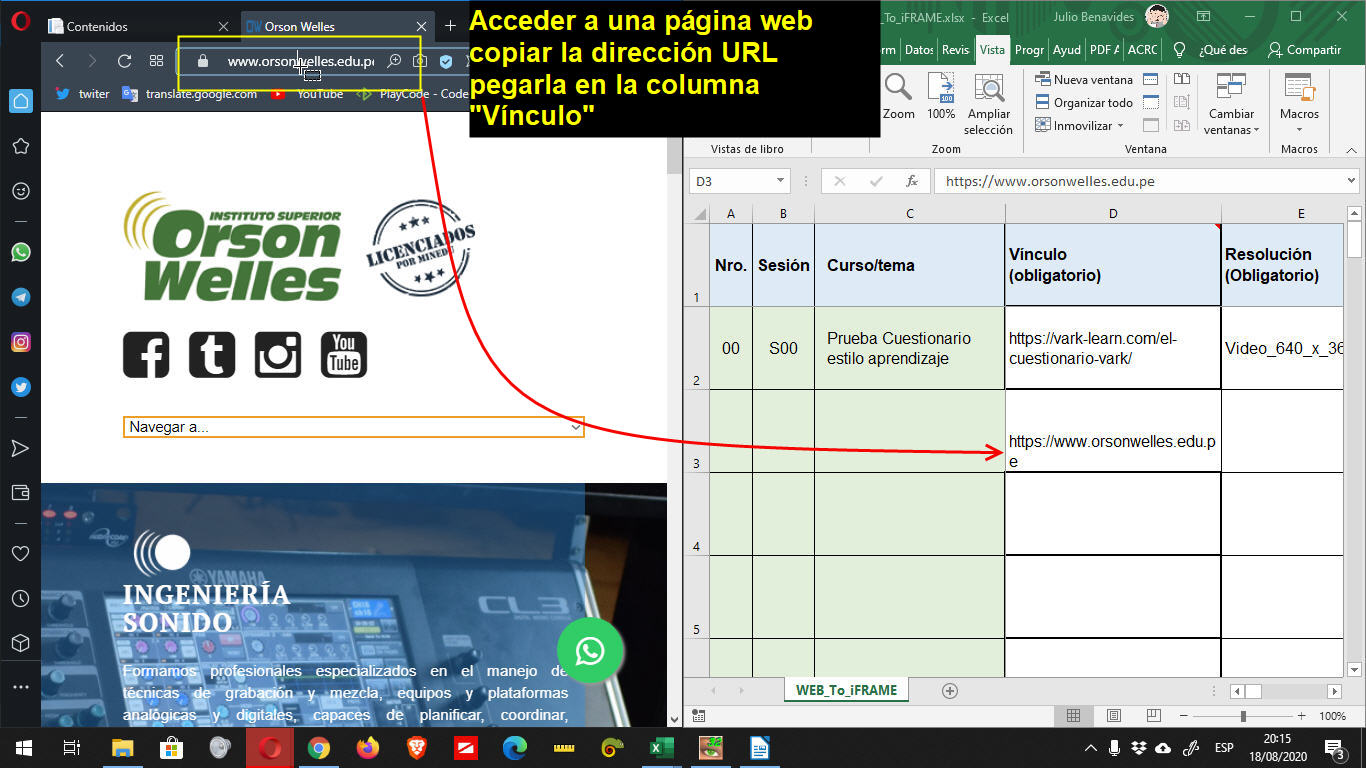 Contenidos
Orson Welles
Acceder a una página web
copiar la dirección URL
pegarla en la columna
"Vínculo"
_To_iFRAME.xlsx - Excel
Julio Benavides
www.orsonwelles.edu.pe
twiter
translate.google.com
YouTube
PlayCode - Code
Datos
Revis
Vista
Progr
Ayud
PDF A
ACRC
¿Qué des
Compartir
Zoom
100%
100
Ampliar
selección
Nueva ventana
Organizar todo
Inmovilizar
Cambiar
ventanas
Macros
Vistas de libro
Zoom
Ventana
Macros
D3
fx
https://www.orsonwelles.edu.pe
A
B
C
D
E
1
Nro.
Sesión
Curso/tema
Vínculo
(obligatorio)
Resolución
(Obligatorio)
2
00
S00
Prueba Cuestionario
estilo aprendizaje
https://vark-learn.com/el-
cuestionario-vark/
Video_640_x_36
3
https://www.orsonwelles.edu.p
e
4
5
WEB_To_iFRAME
100%
INSTITUTO SUPERIOR
Orson
Welles
LICENCIADOS
POR MINEDU
You
Tube
Navegar a...
YAMAHA
CL3
INGENIERÍA
SONIDO
Formamos profesionales especializados en el manejo de
técnicas de grabación y mezcla, equipos y plataformas
analógicas y digitales, capaces de planificar, coordinar,
ESP
20:15
18/08/2020
3